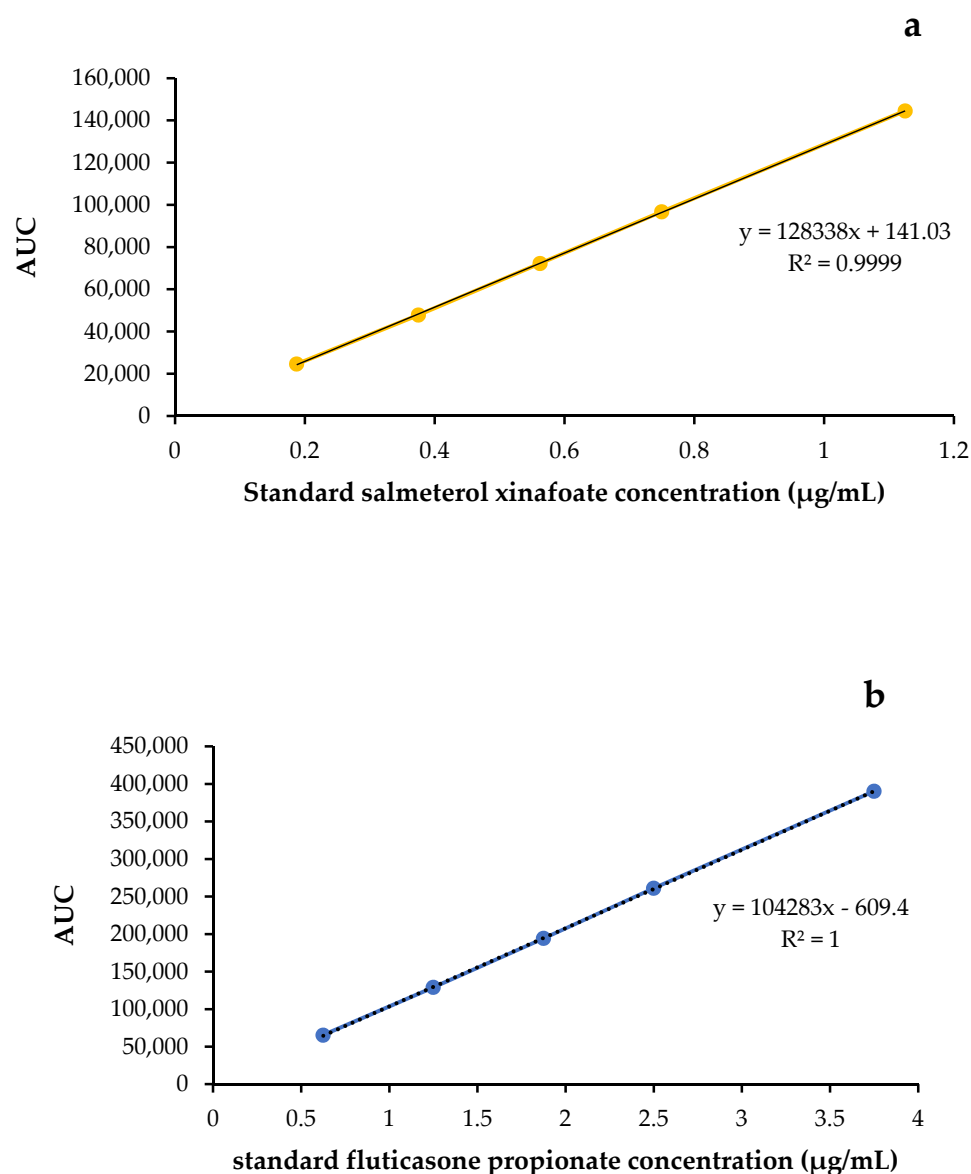 a
160,000
140,000
120,000
100,000
80,000
60,000
40,000
20,000
0
AUC
y = 128338x + 141.03
R² = 0.9999
0 0.2 0.4 0.6 0.8 1 1.2
Standard salmeterol xinafoate concentration (µg/mL)
b
450,000
400,000
350,000
300,000
250,000
200,000
150,000
100,000
50,000
0
AUC
y = 104283x - 609.4
R² = 1
0 0.5 1 1.5 2 2.5 3 3.5 4
standard fluticasone propionate concentration (µg/mL)